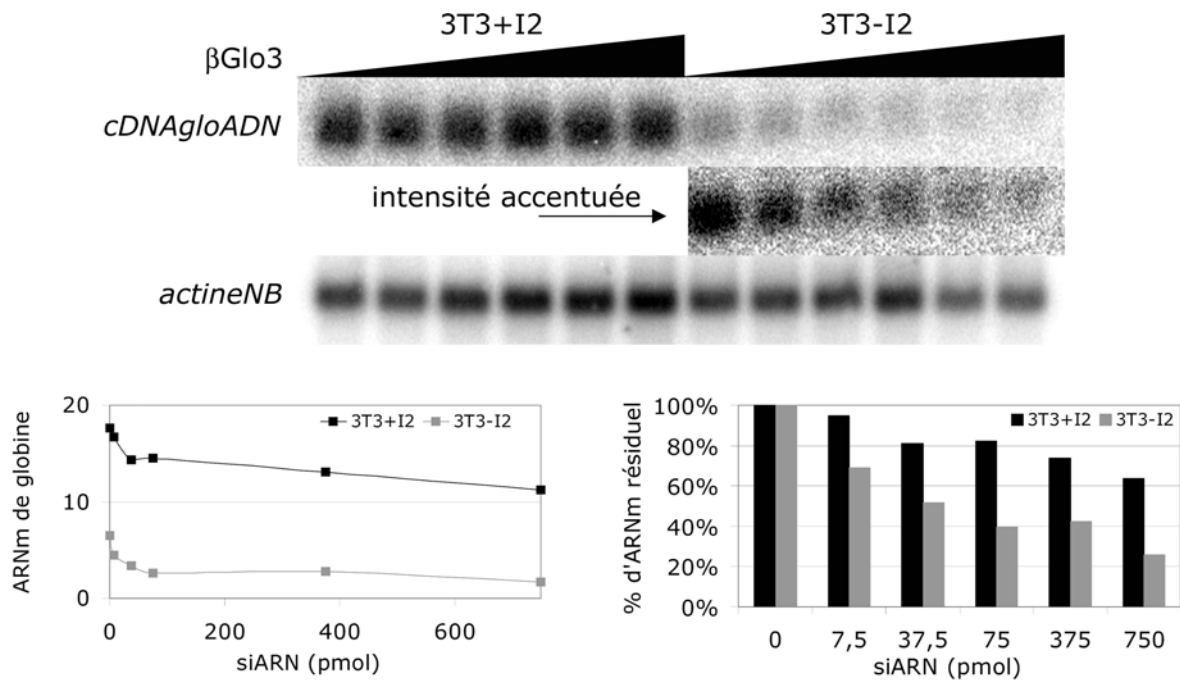 3T3+I2 3T3-I2
βGlo3
cDNAgloADN
intensité accentuée
actineNB
ARNm de globine
20
10
0
3T3+I2 3T3-I2
0 200 400 600
siARN (pmol)
% d'ARNm résiduel
100%
80%
60%
40%
20%
0%
3T3+I2 3T3-I2
0 7,5 37,5 75 375 750
siARN (pmol)